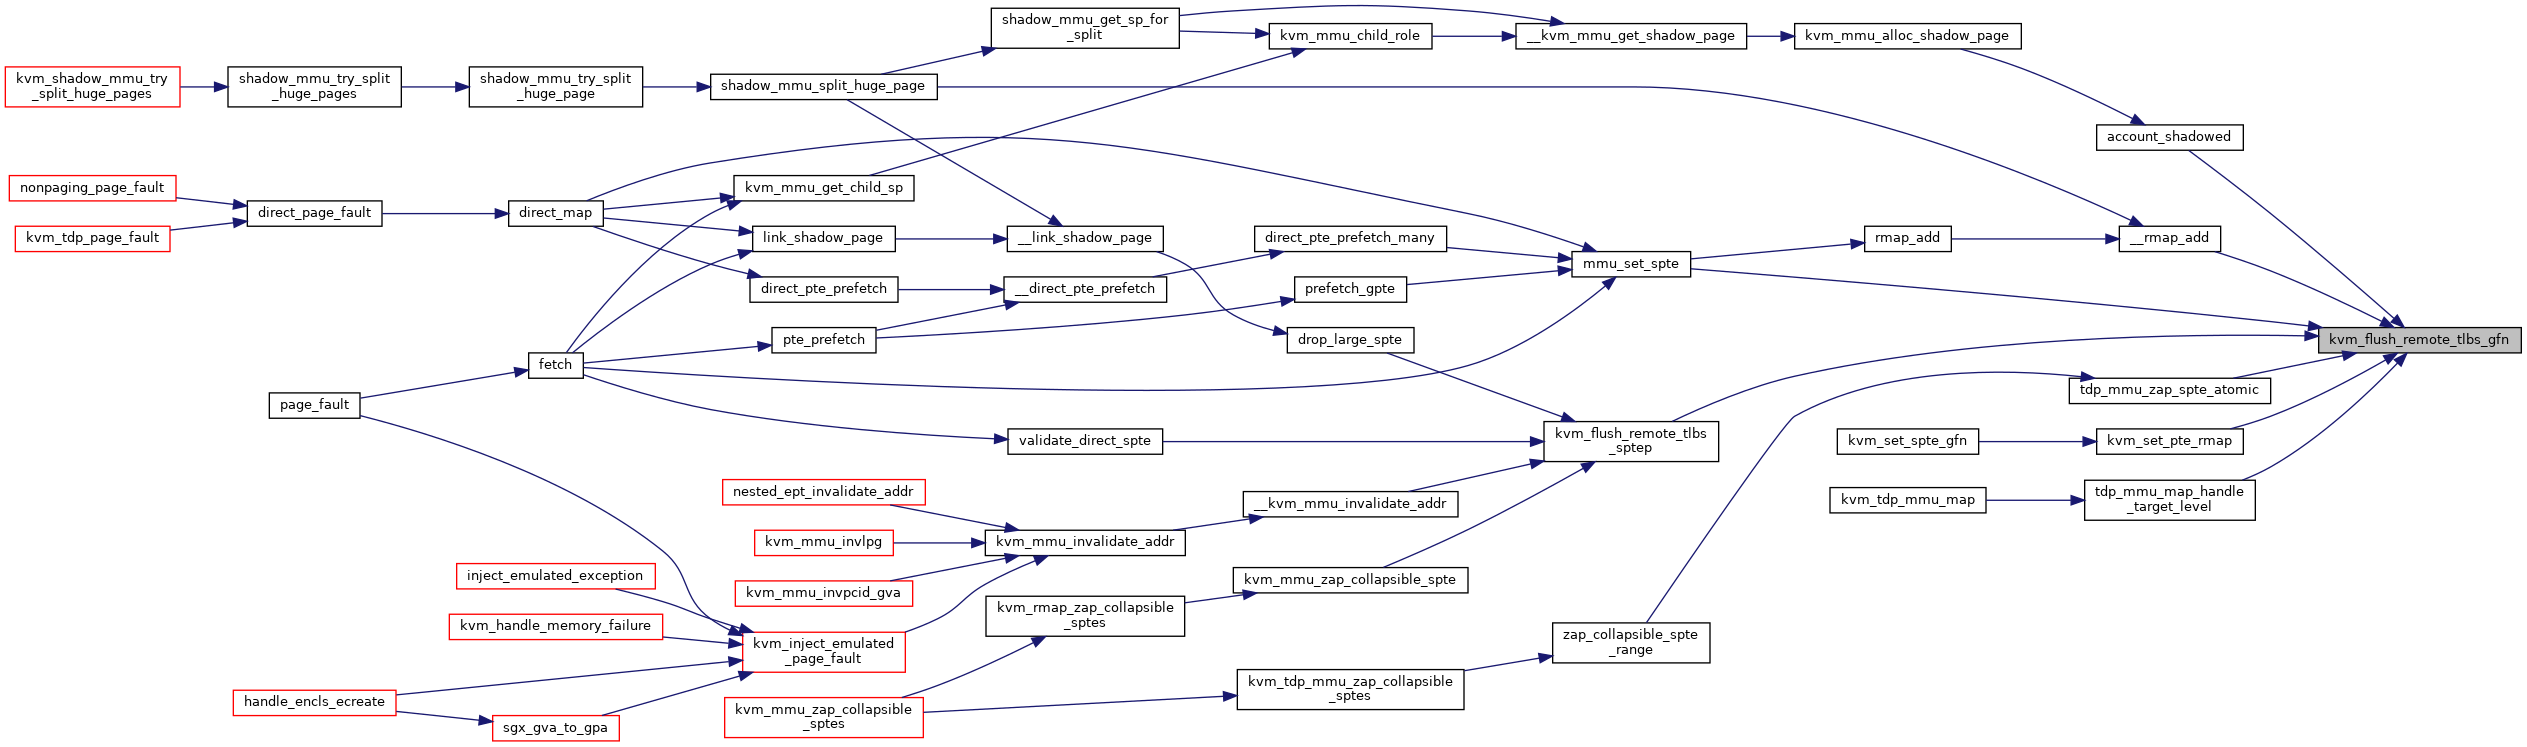 shadow_mmu_get_sp_for
_split
kvm_mmu_child_role
__kvm_mmu_get_shadow_page
kvm_mmu_alloc_shadow_page
kvm_shadow_mmu_try
_split_huge_pages
shadow_mmu_try_split
_huge_pages
shadow_mmu_try_split
_huge_page
shadow_mmu_split_huge_page
account_shadowed
nonpaging_page_fault
kvm_mmu_get_child_sp
direct_page_fault
direct_map
kvm_tdp_page_fault
link_shadow_page
__link_shadow_page
direct_pte_prefetch_many
rmap_add
__rmap_add
mmu_set_spte
direct_pte_prefetch
__direct_pte_prefetch
prefetch_gpte
pte_prefetch
drop_large_spte
kvm_flush_remote_tlbs_gfn
fetch
tdp_mmu_zap_spte_atomic
page_fault
validate_direct_spte
kvm_flush_remote_tlbs
_sptep
kvm_set_spte_gfn
kvm_set_pte_rmap
nested_ept_invalidate_addr
__kvm_mmu_invalidate_addr
kvm_tdp_mmu_map
tdp_mmu_map_handle
_target_level
kvm_mmu_invlpg
kvm_mmu_invalidate_addr
inject_emulated_exception
kvm_mmu_invpcid_gva
kvm_mmu_zap_collapsible_spte
kvm_rmap_zap_collapsible
_sptes
kvm_handle_memory_failure
kvm_inject_emulated
_page_fault
zap_collapsible_spte
_range
handle_encls_ecreate
kvm_tdp_mmu_zap_collapsible
_sptes
sgx_gva_to_gpa
kvm_mmu_zap_collapsible
_sptes